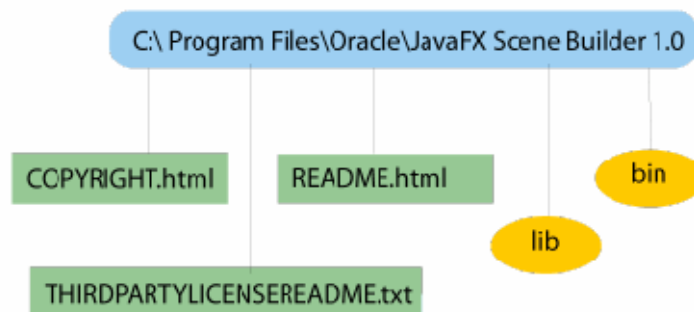 C:\ Program Files\Oracle\JavaFX Scene Builder 1.0
COPYRIGHT.html
README.html
bin
lib
THIRDPARTYLICENSEREADME.txt